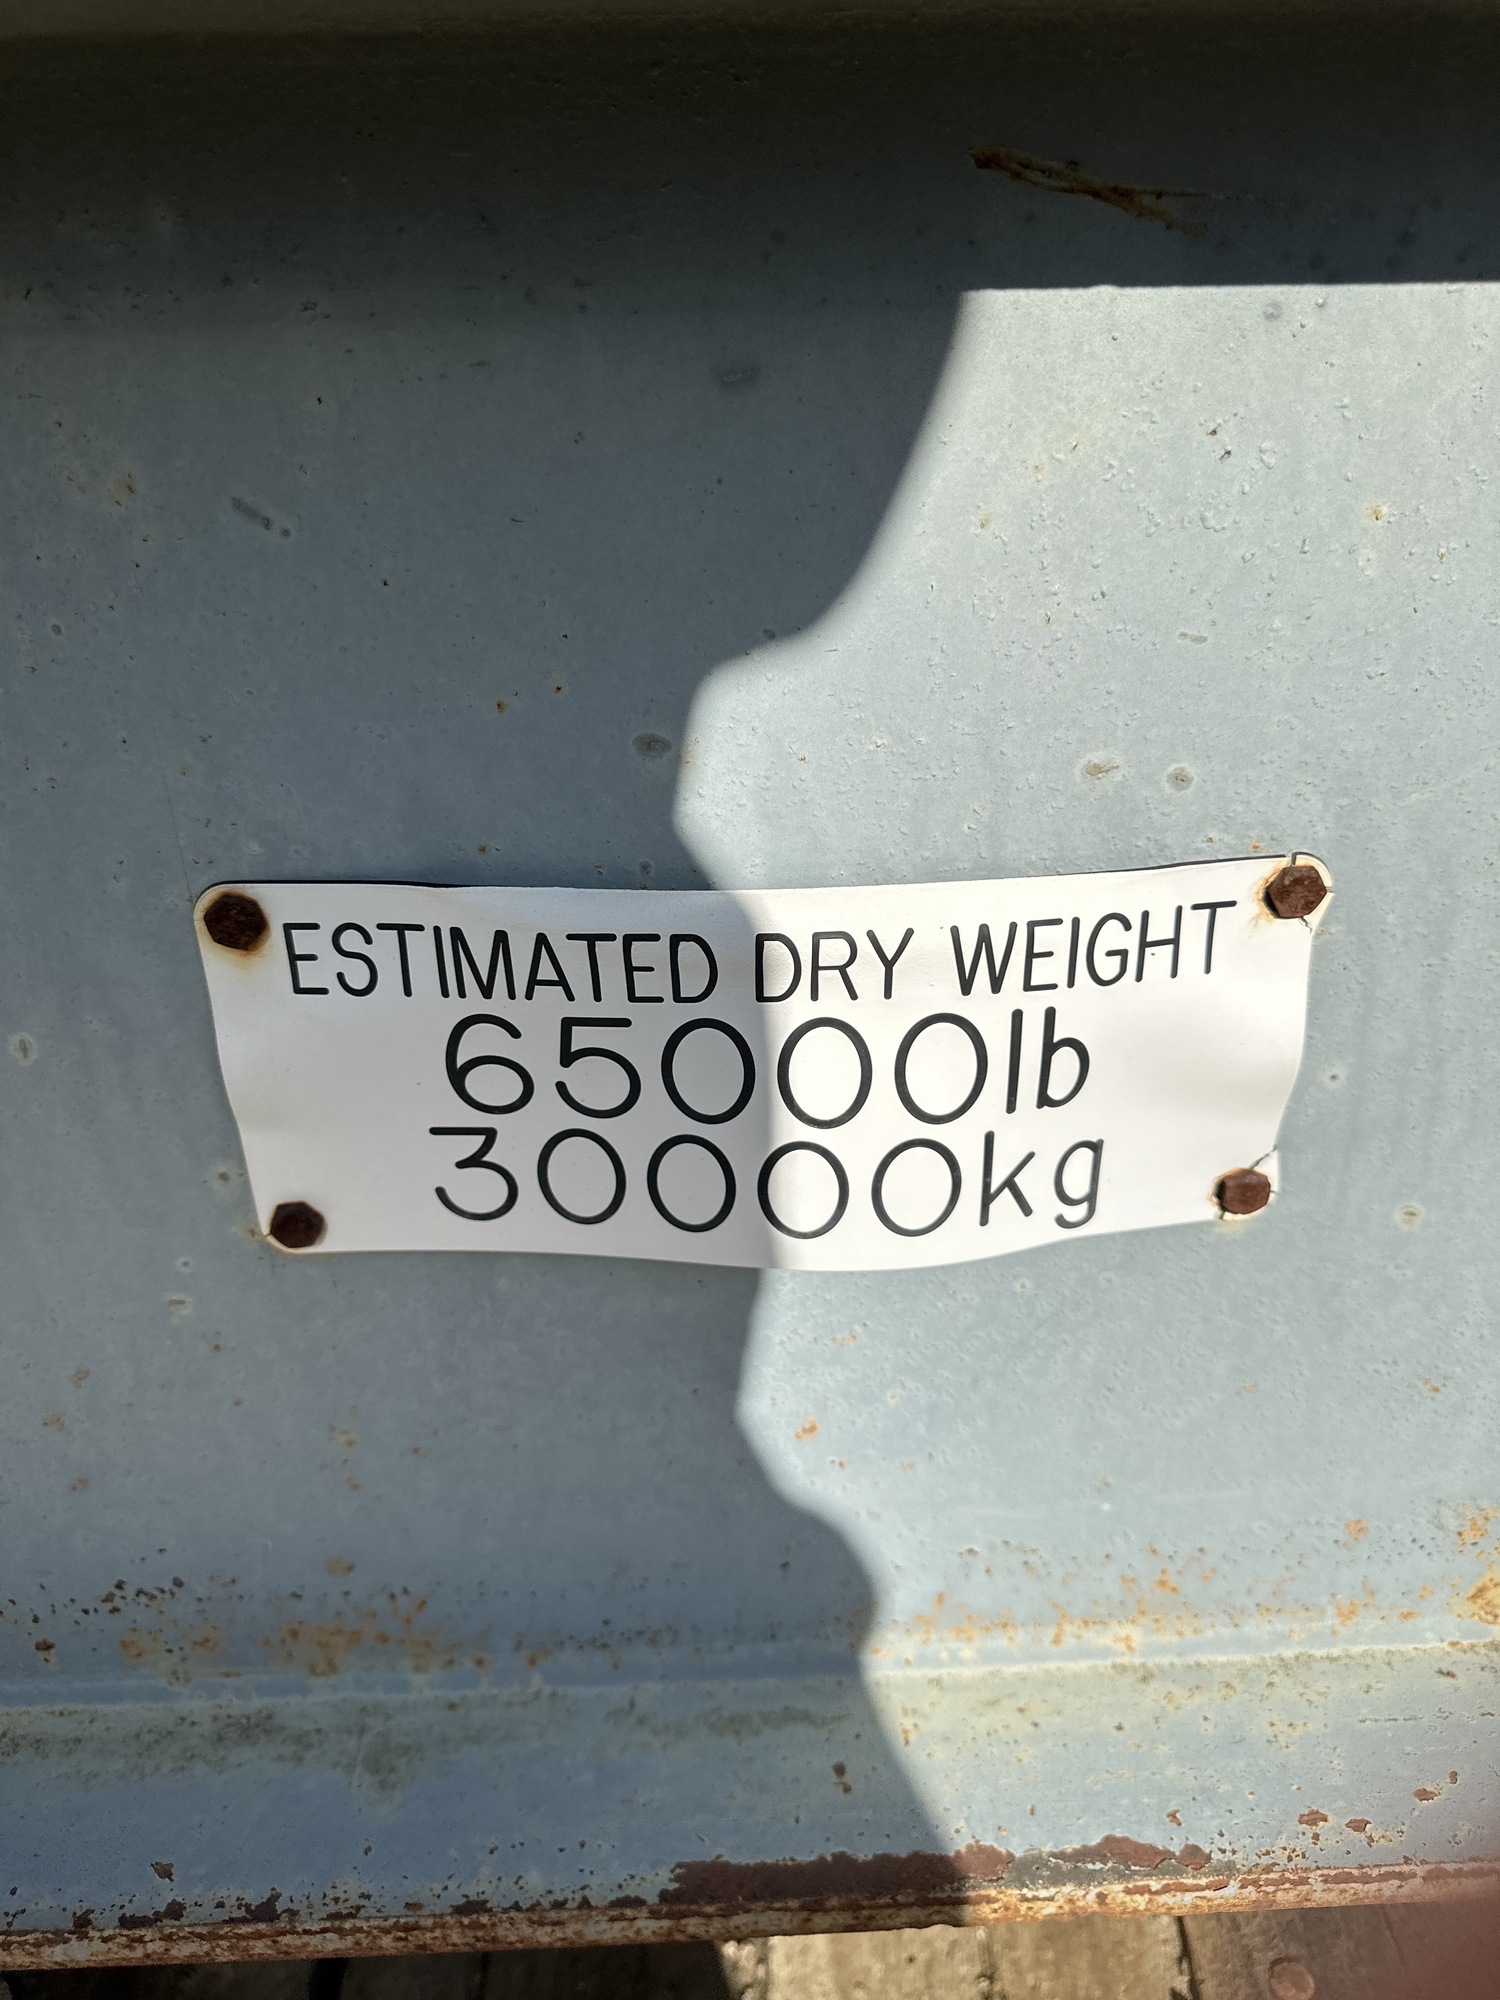 ESTIMATED DRY WEIGHT
65000lb
30000kg